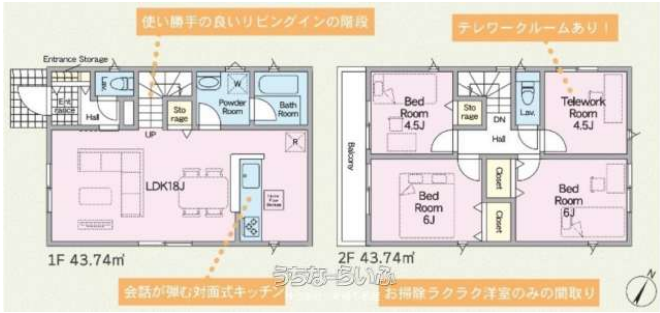 使い勝手の良いリビングインの階段
テレワークルームあり!
Entrance Storage
Ent
rance
Hall
Lav.
UP
Sto
rage
Powder
Room
W
Bath
Room
R
LDK18J
1F 43.74㎡
会話が弾む対面式キッチン
Balcony
Bed
Room
4.5J
Sto
rage
DN
Hall
Lav.
Telework
Room
4.5J
Bed
Room
6J
Closet
Closet
Bed
Room
6J
2F 43.74㎡
お掃除ラクラク洋室のみの間取り
うちなーらいふ
N